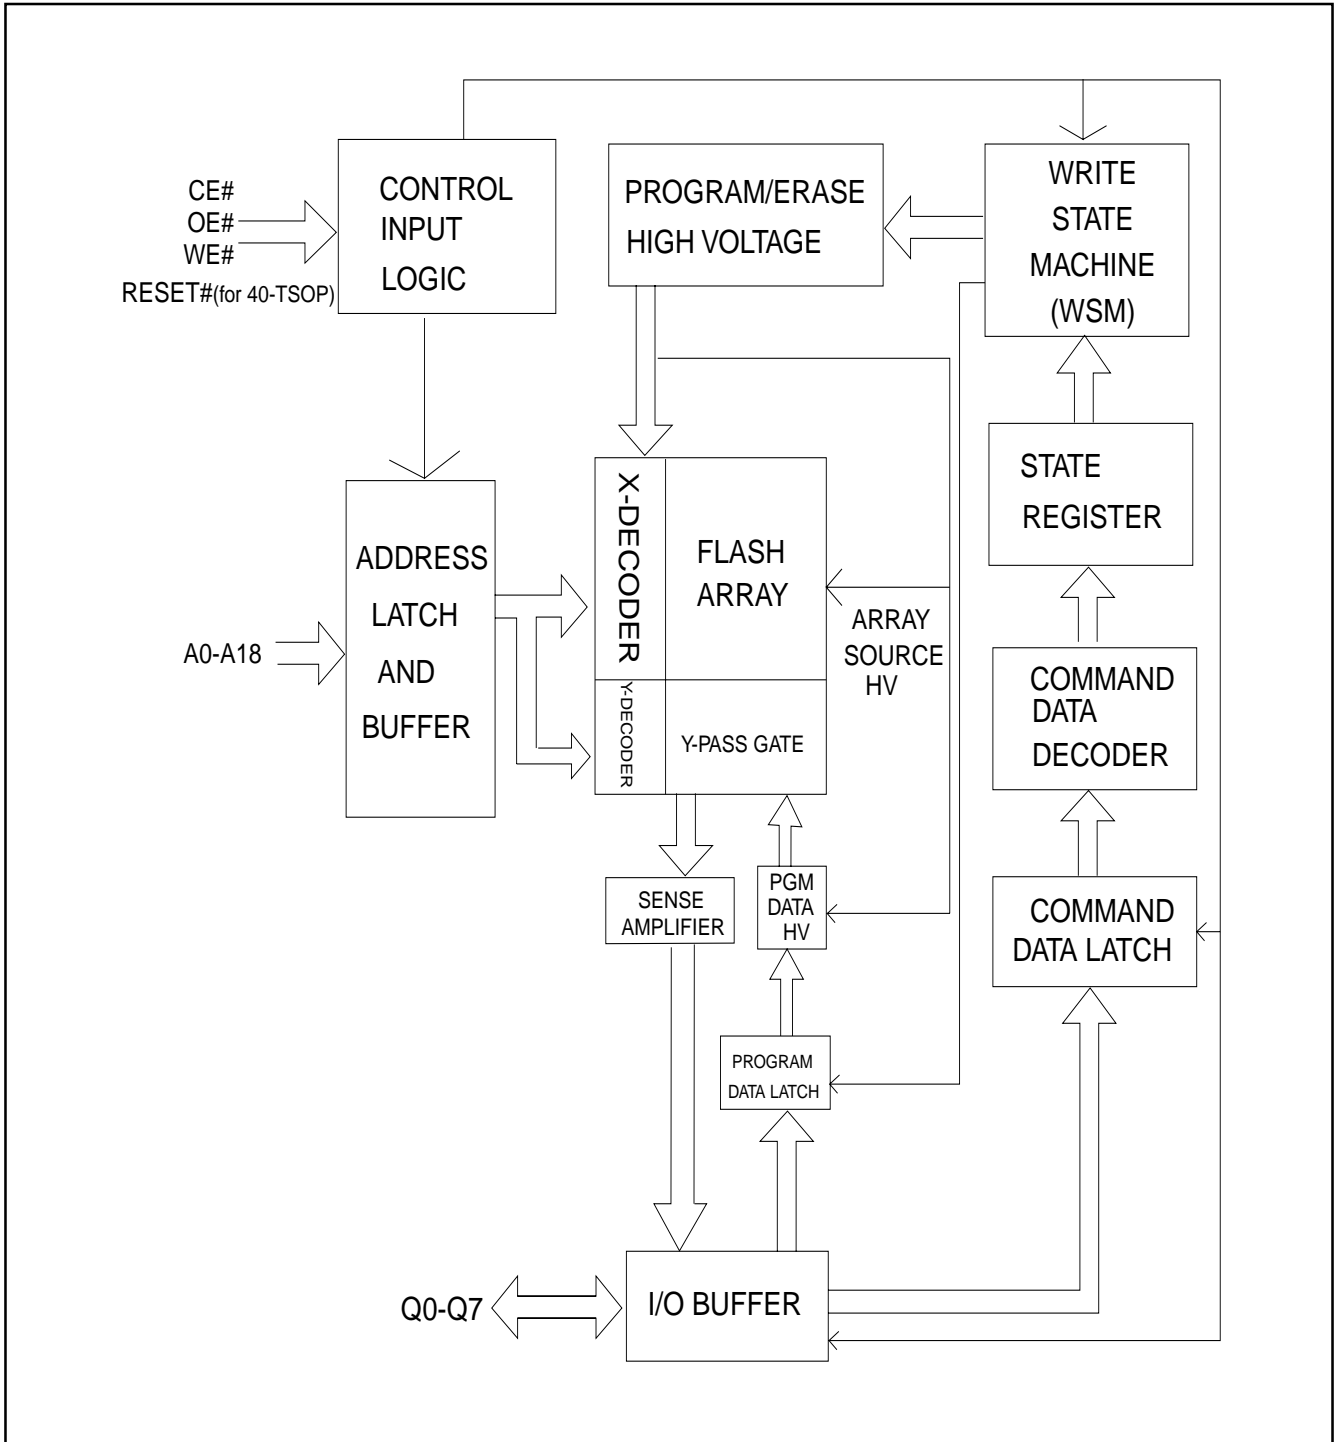 CE#
OE#
WE#
RESET#(for 40-TSOP)
CONTROL
INPUT
LOGIC
PROGRAM/ERASE
HIGH VOLTAGE
WRITE
STATE
MACHINE
(WSM)
STATE
REGISTER
A0-A18
ADDRESS
LATCH
AND
BUFFER
X-DECODER
FLASH
ARRAY
ARRAY
SOURCE
HV
Y-DECODER
Y-PASS GATE
COMMAND
DATA
DECODER
SENSE
AMPLIFIER
PGM
DATA
HV
COMMAND
DATA LATCH
PROGRAM
DATA LATCH
Q0-Q7
I/O BUFFER